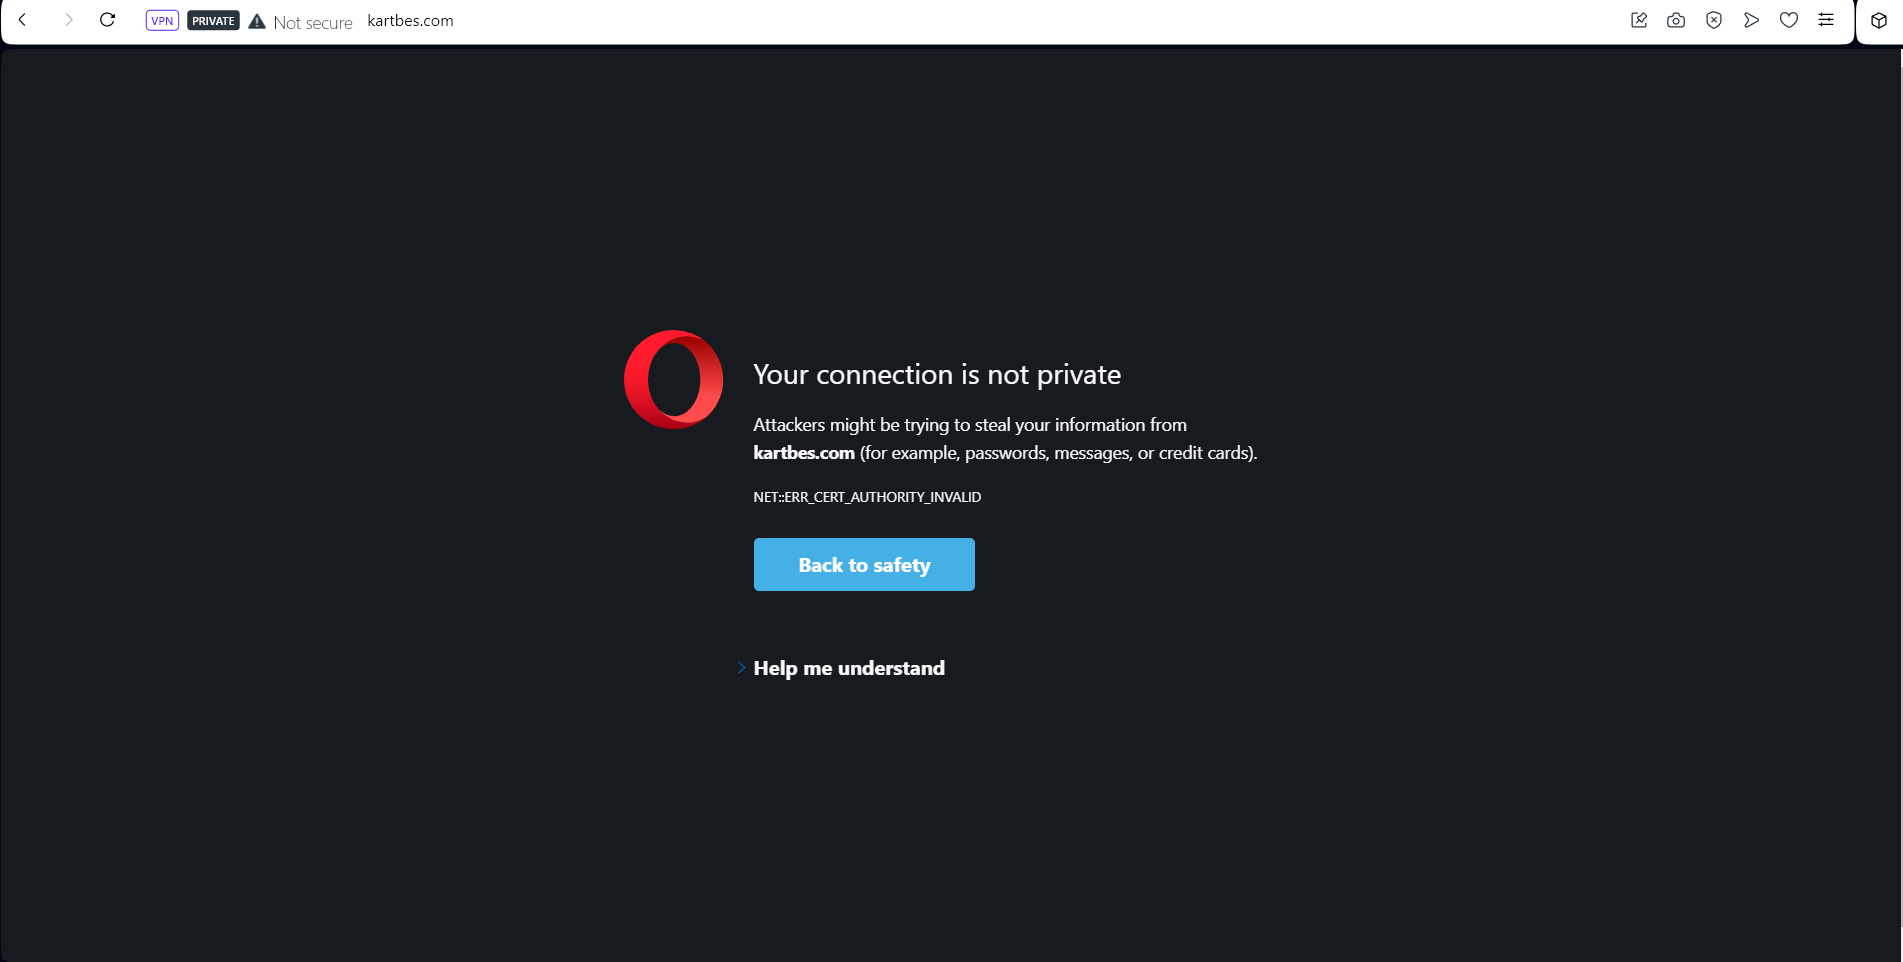 VPN PRIVATE Not secure kartbes.com
Your connection is not private
Attackers might be trying to steal your information from
kartbes.com (for example, passwords, messages, or credit cards).
NET::ERR_CERT_AUTHORITY_INVALID
Back to safety
Help me understand